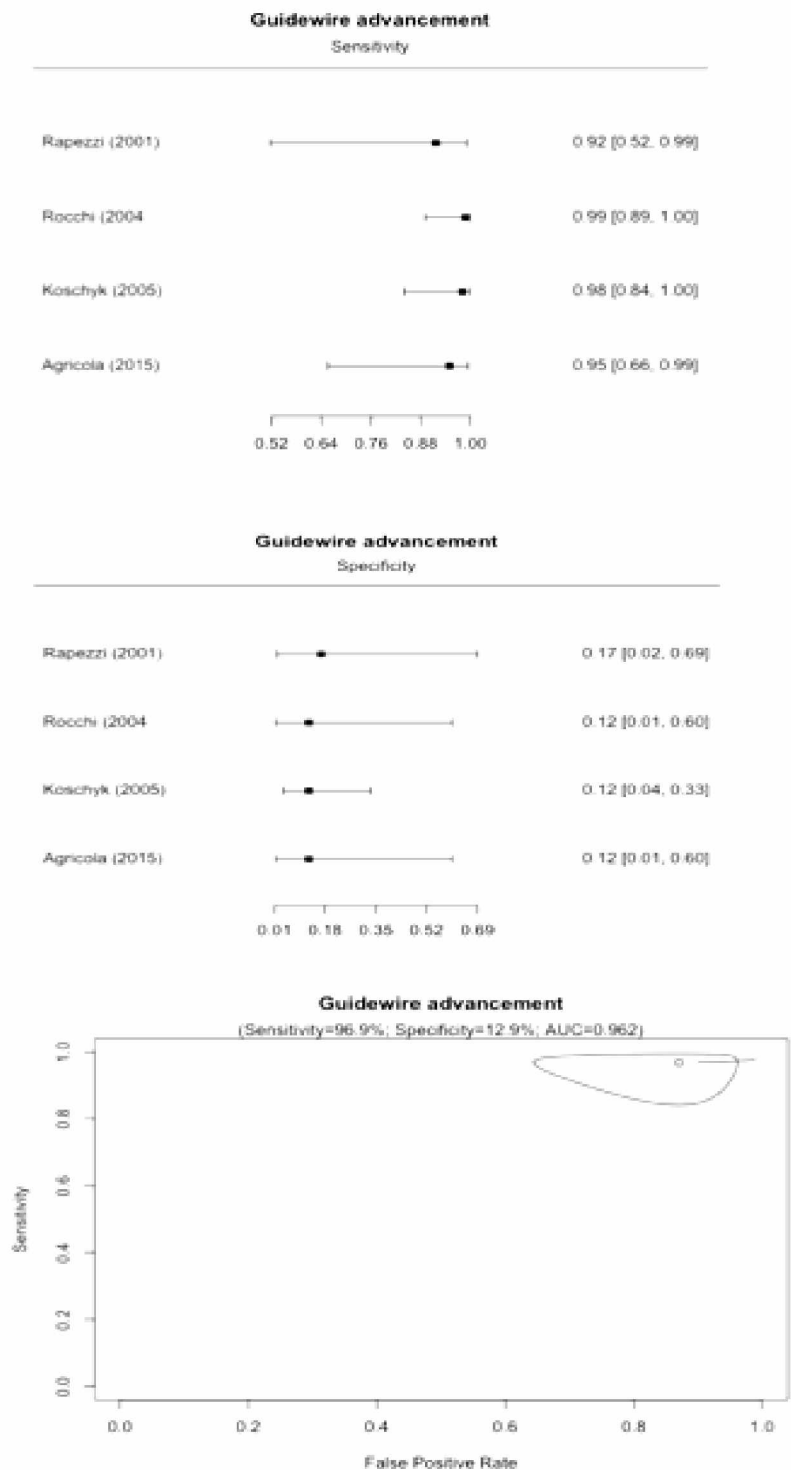 Guidewire advancement
Sensitivity
Rapezzi (2001) 0.92 [0.52, 0.99]
Rocchi (2004 0.99 [0.89, 1.00]
Koschyk (2005) 0.98 [0.84, 1.00]
Agricola (2015) 0.95 [0.66, 0.99]
0.52 0.64 0.76 0.88 1.00
Guidewire advancement
Specificity
Rapezzi (2001) 0.17 [0.02, 0.69]
Rocchi (2004 0.12 [0.01, 0.60]
Koschyk (2005) 0.12 [0.04, 0.33]
Agricola (2015) 0.12 [0.01, 0.60]
0.01 0.18 0.35 0.52 0.69
Guidewire advancement
(Sensitivity=96.9%; Specificity=12.9%; AUC=0.962)
1.0
0.8
0.6
0.4
0.2
0.0
Sensitivity
0.0 0.2 0.4 0.6 0.8 1.0
False Positive Rate